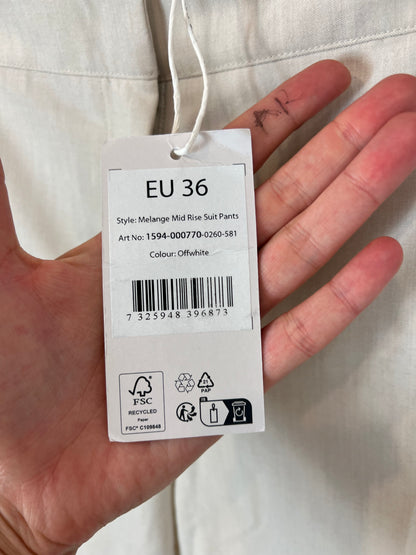 EU 36
Style: Melange Mid Rise Suit Pants
Art No: 1594-000770-0260-581
Colour: Offwhite
7 325948 396873
FSC
RECYCLED
Paper
FSC® C109848
21
PAP